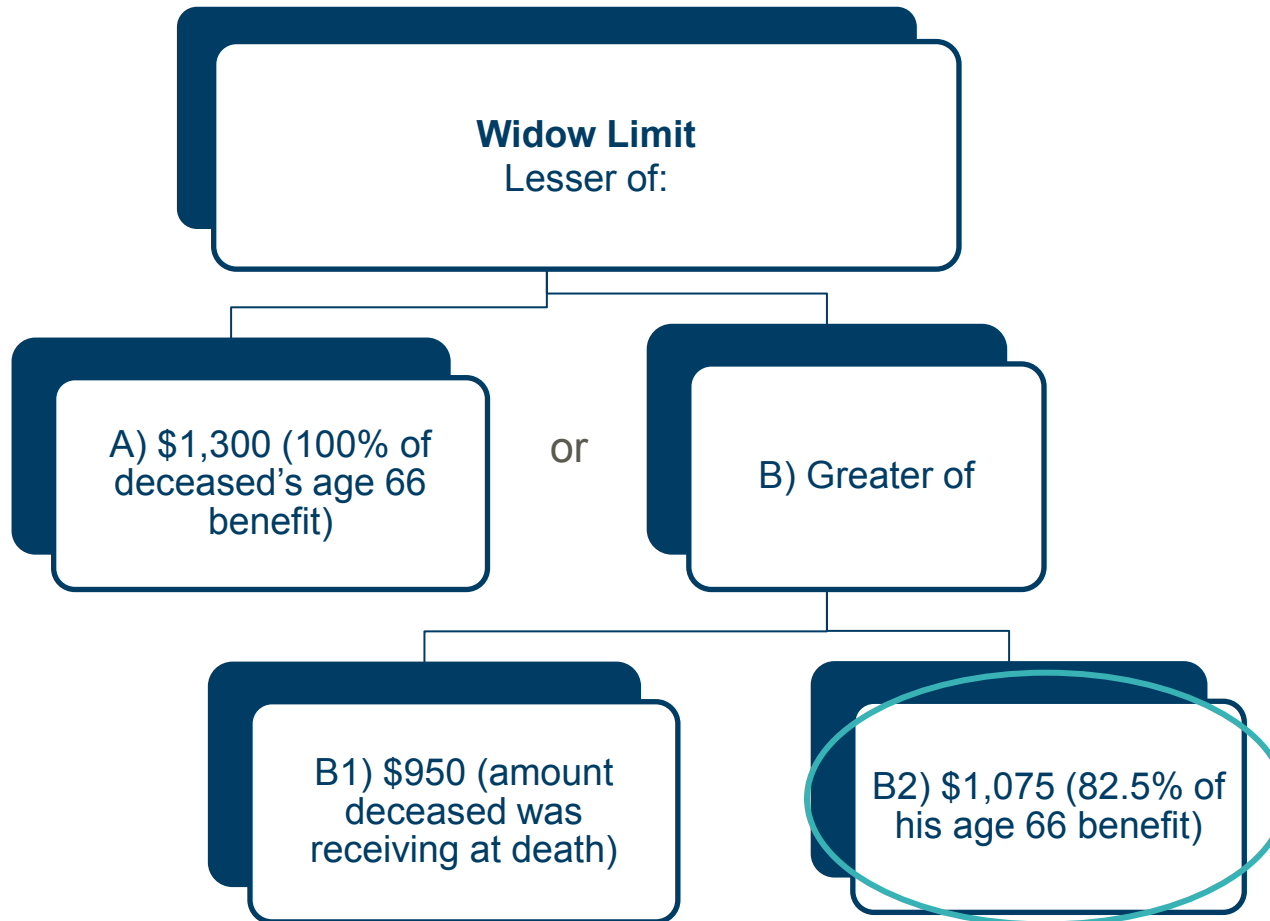 Widow Limit
Lesser of:
A) $1,300 (100% of
deceased’s age 66
benefit)
or
B) Greater of
B1) $950 (amount
deceased was
receiving at death)
B2) $1,075 (82.5% of
his age 66 benefit)